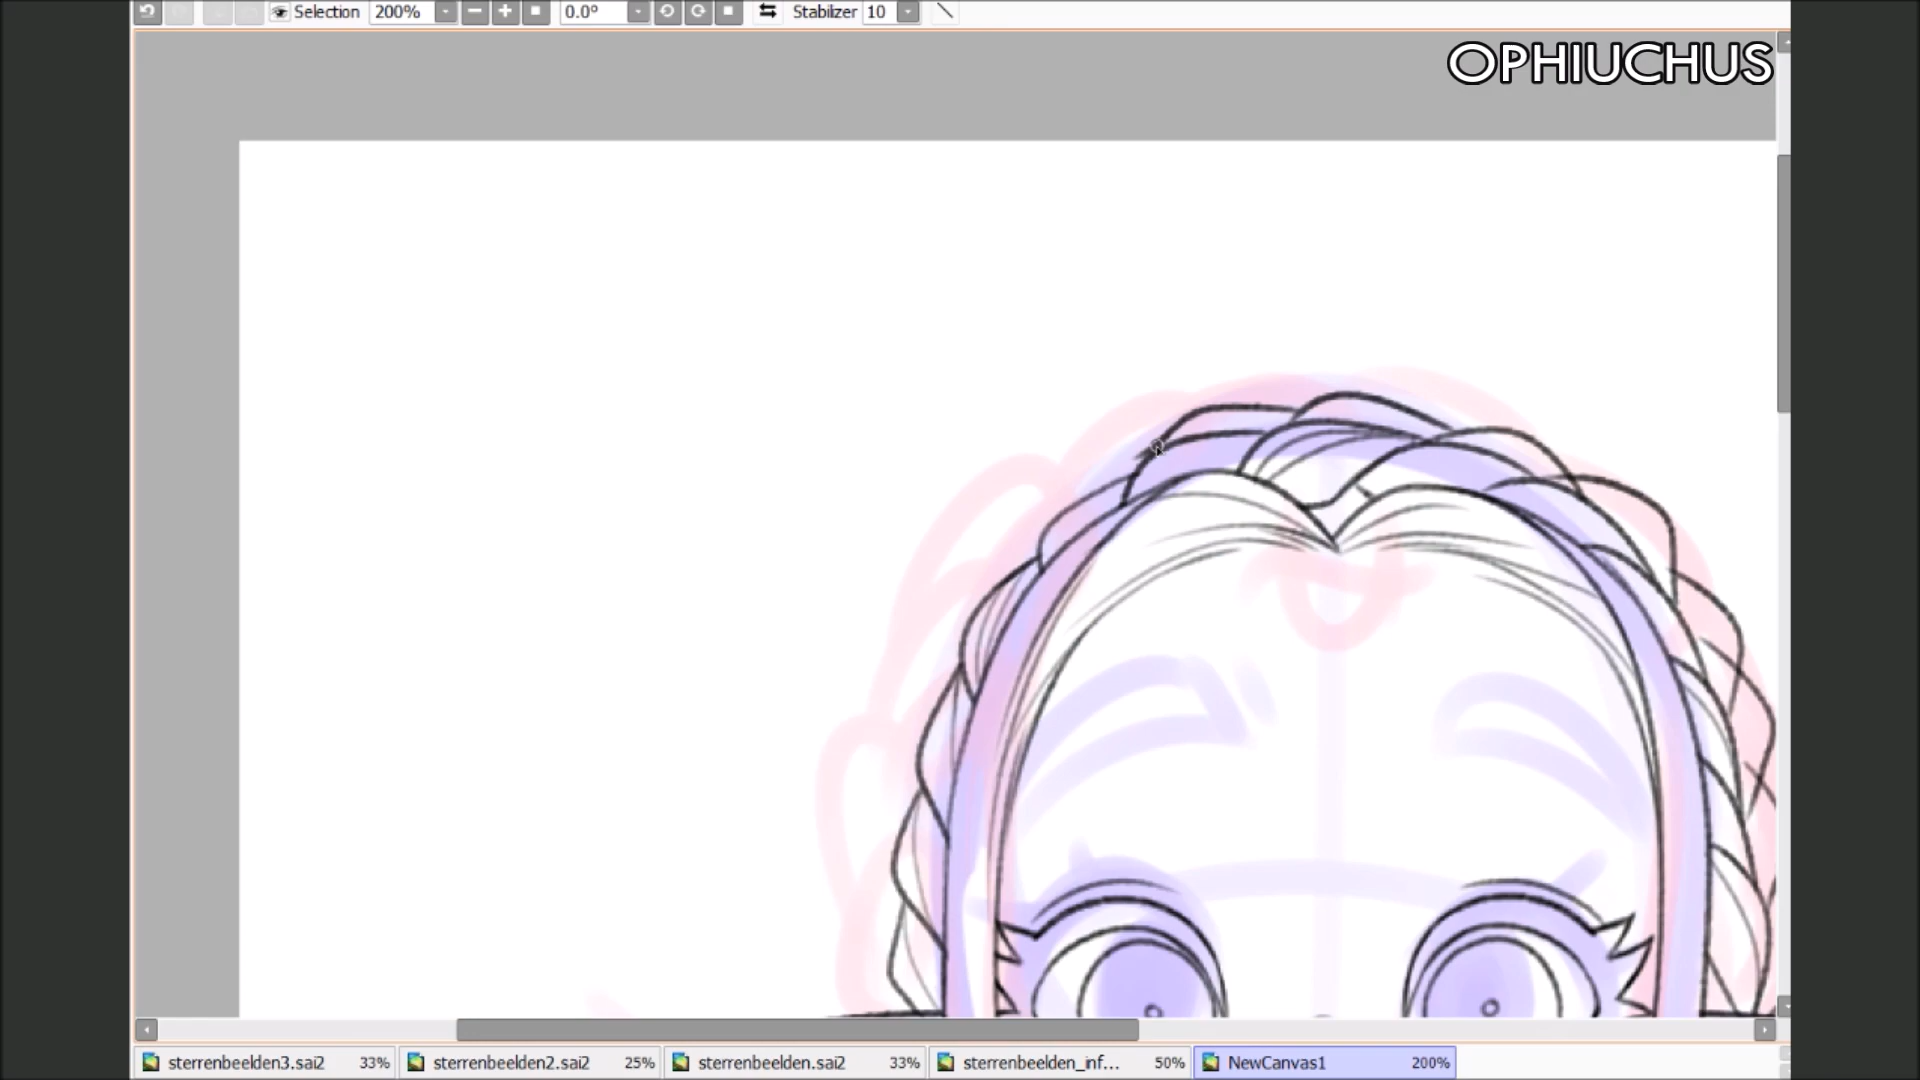 Selection 200% 0.0° Stabilizer 10
OPHIUCHUS
sterrenbeelden3.sai2 33% sterrenbeelden2.sai2 25% sterrenbeelden.sai2 33% sterrenbeelden_inf... 50% NewCanvas1 200%